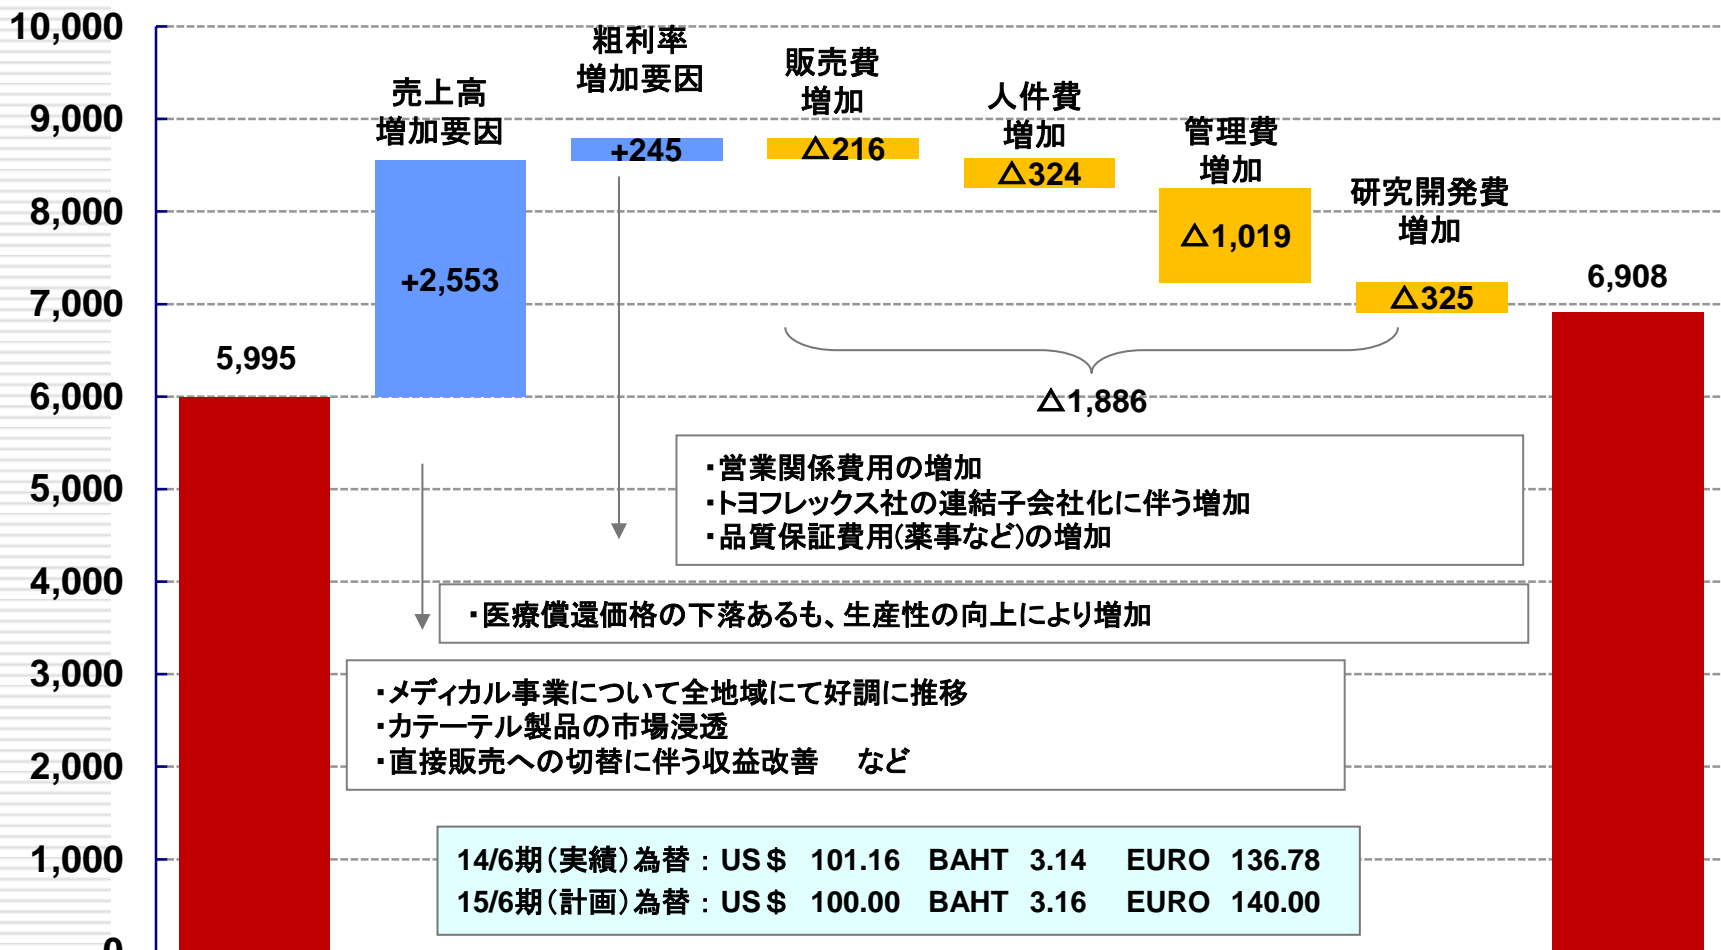 10,000
9,000
8,000
7,000
6,000
5,000
4,000
3,000
2,000
1,000
0
5,995
売上高
増加要因
+2,553
粗利率
増加要因
+245
販売費
増加
△216
人件費
増加
△324
管理費
増加
△1,019
研究開発費
増加
△325
6,908
△1,886
・営業関係費用の増加
・トヨフレックス社の連結子会社化に伴う増加
・品質保証費用(薬事など)の増加
・医療償還価格の下落あるも、生産性の向上により増加
・メディカル事業について全地域にて好調に推移
・カテーテル製品の市場浸透
・直接販売への切替に伴う収益改善　など
14/6期（実績）為替：US＄ 101.16 BAHT 3.14 EURO 136.78
15/6期（計画）為替：US＄ 100.00 BAHT 3.16 EURO 140.00